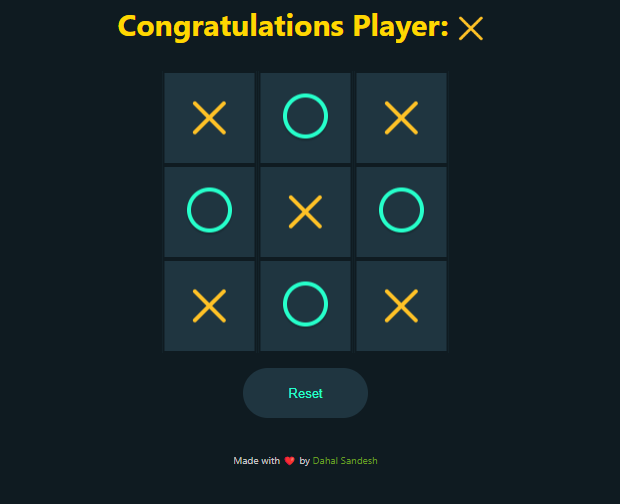 Congratulations Player: X
X O X
O X O
X O X
Reset
Made with ❤️ by Dahal Sandesh